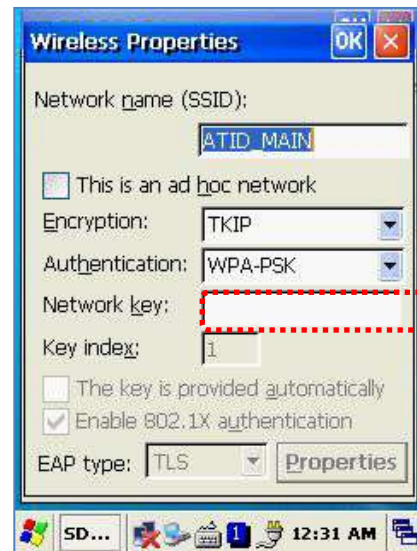 Wireless Properties OK
Network name (SSID):
ATID_MAIN
This is an ad hoc network
Encryption: TKIP
Authentication: WPA-PSK
Network key:
Key index: 1
The key is provided automatically
Enable 802.1X authentication
EAP type: TLS Properties
SD... 1 12:31 AM